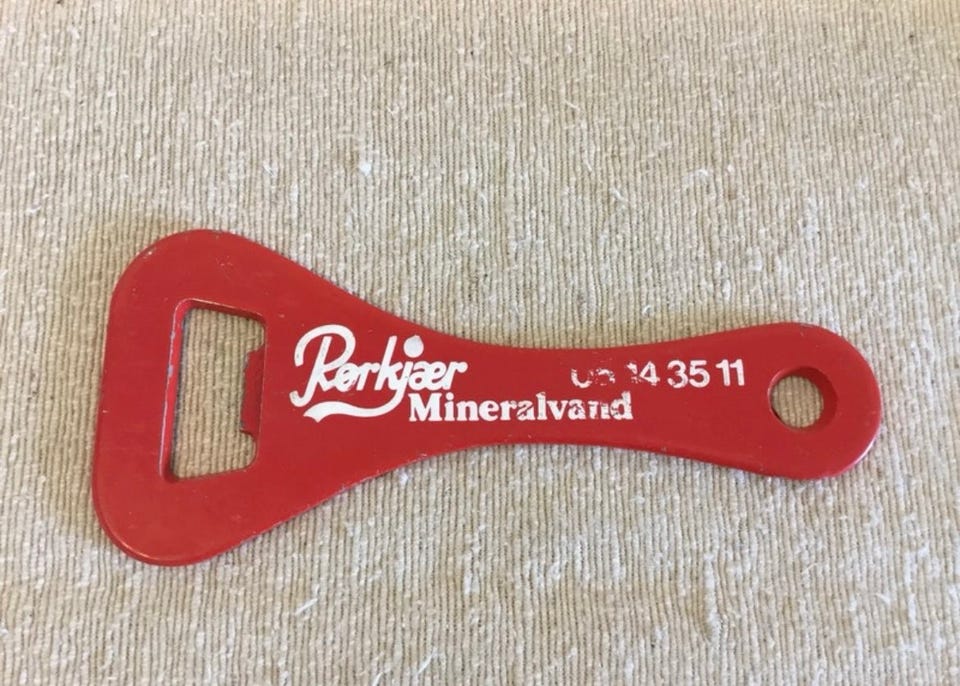 Rørkjær
Mineralvand
14 35 11